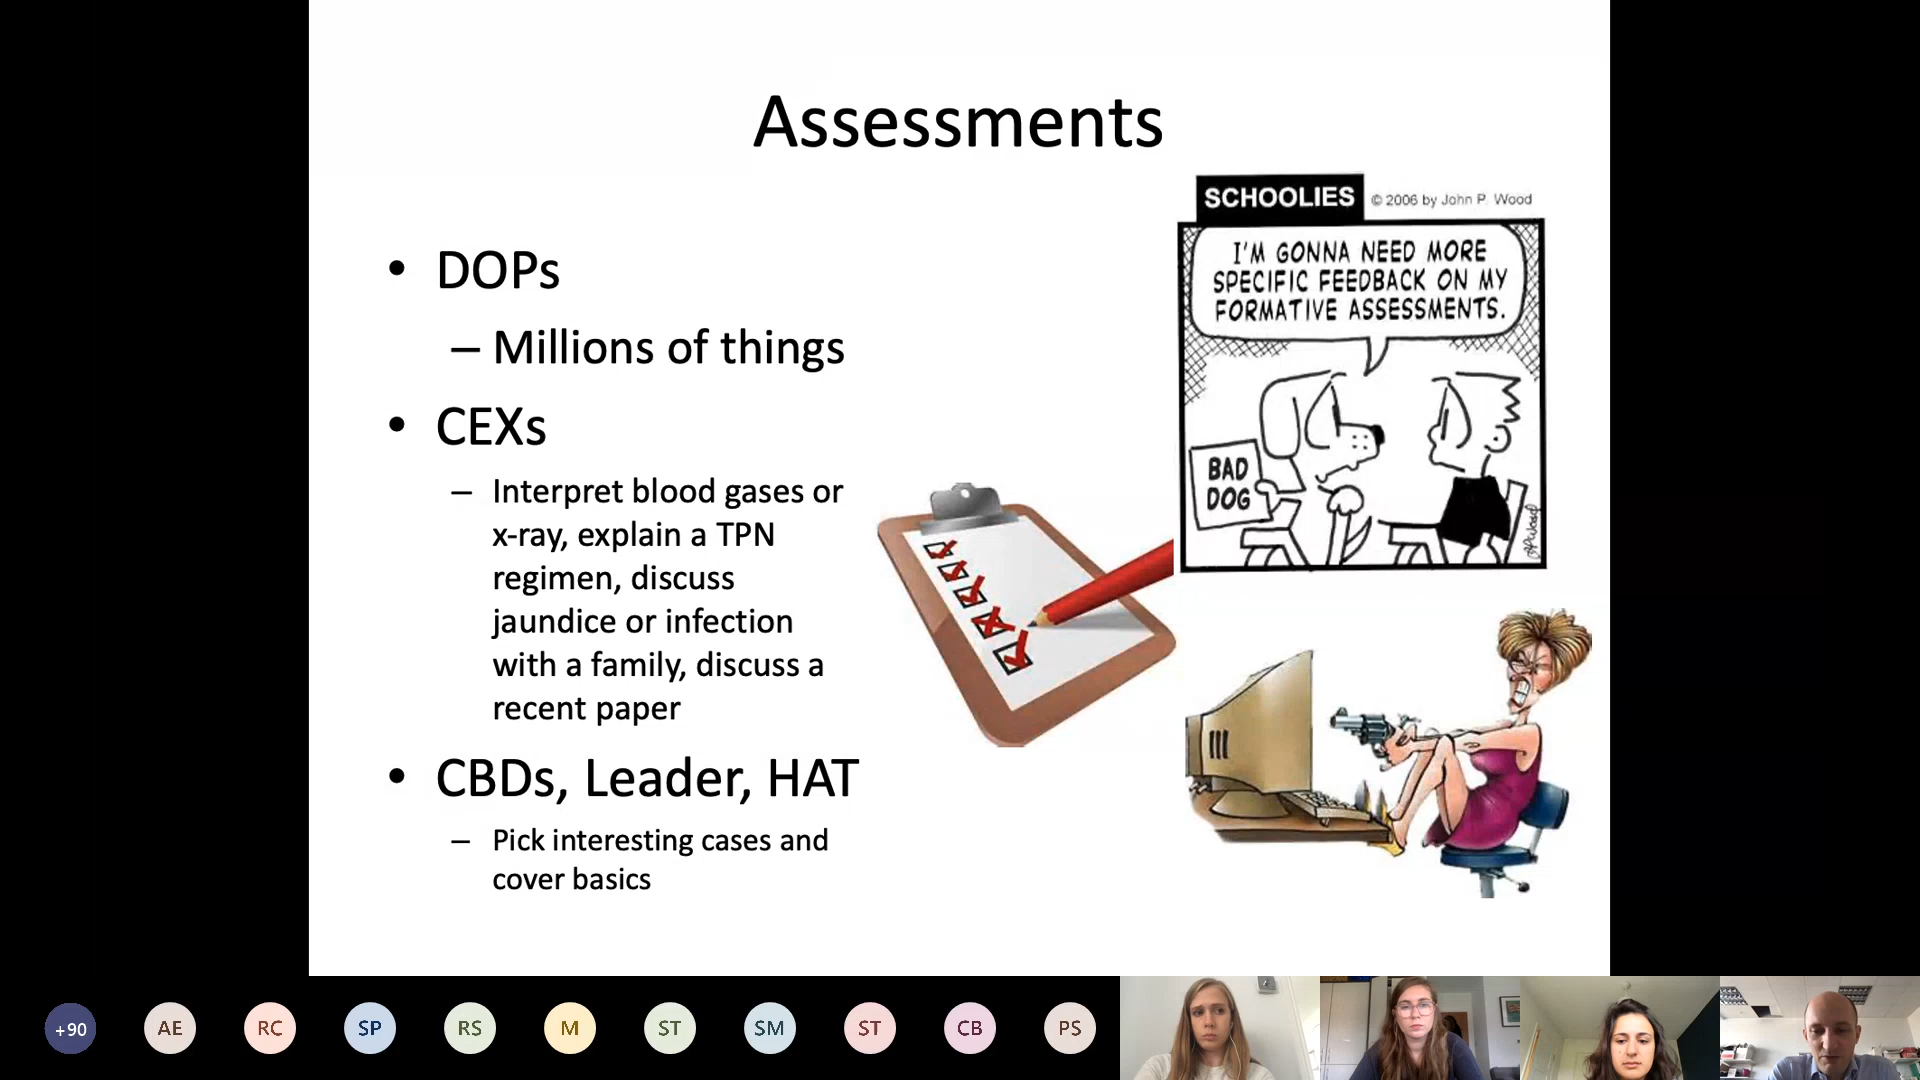 Assessments
• DOPs
– Millions of things
• CEXs
– Interpret blood gases or
x-ray, explain a TPN
regimen, discuss
jaundice or infection
with a family, discuss a
recent paper
• CBDs, Leader, HAT
– Pick interesting cases and
cover basics
SCHOOLIES © 2006 by John P. Wood
I'M GONNA NEED MORE
SPECIFIC FEEDBACK ON MY
FORMATIVE ASSESSMENTS.
BAD
DOG
JPWood
+90 AE RC SP RS M ST SM ST CB PS